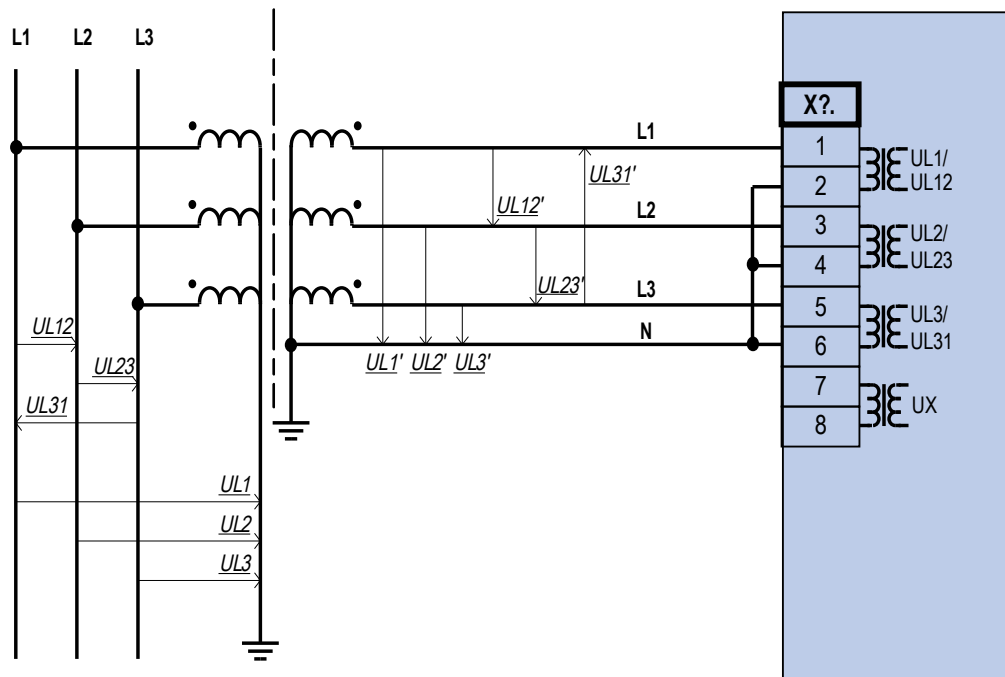 L1 L2 L3
X?.
L1
1
UL1/
UL31'
2
UL12
UL12'
L2
3
UL2/
4
UL23
UL23'
L3
5
UL3/
UL12
N
6
UL31
UL1' UL2' UL3'
UL23
7
UX
UL31
8
UL1
UL2
UL3